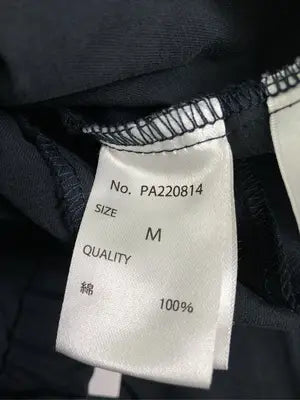 No. PA220814
SIZE
M
QUALITY
綿 100%